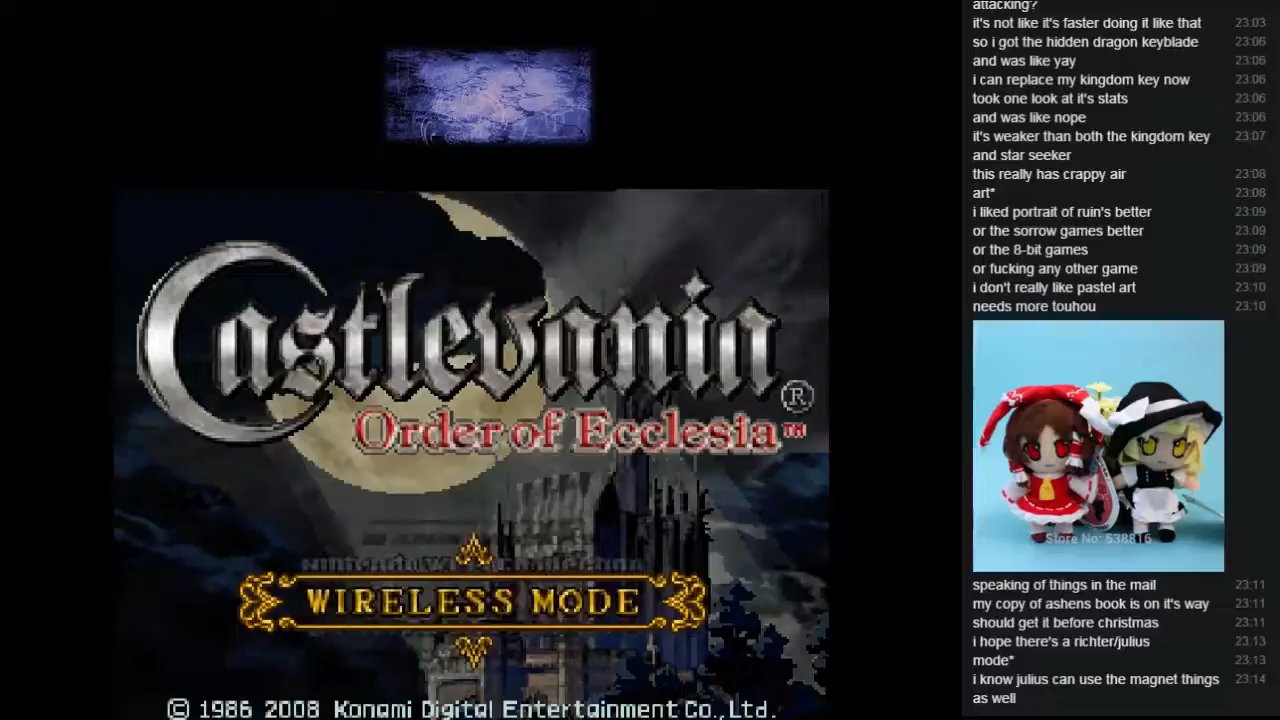 Castlevania
®
Order of Ecclesia™
WIRELESS MODE
© 1986 2008 Konami Digital Entertainment Co.,Ltd.
attacking?
it's not like it's faster doing it like that 23:03
so i got the hidden dragon keyblade 23:06
and was like yay 23:06
i can replace my kingdom key now 23:06
took one look at it's stats 23:06
and was like nope 23:06
it's weaker than both the kingdom key 23:07
and star seeker
this really has crappy air 23:08
art* 23:08
i liked portrait of ruin's better 23:09
or the sorrow games better 23:09
or the 8-bit games 23:09
or fucking any other game 23:09
i don't really like pastel art 23:10
needs more touhou 23:10
Store No: 538816
speaking of things in the mail 23:11
my copy of ashens book is on it's way 23:11
should get it before christmas 23:11
i hope there's a richter/julius 23:13
mode* 23:13
i know julius can use the magnet things 23:14
as well